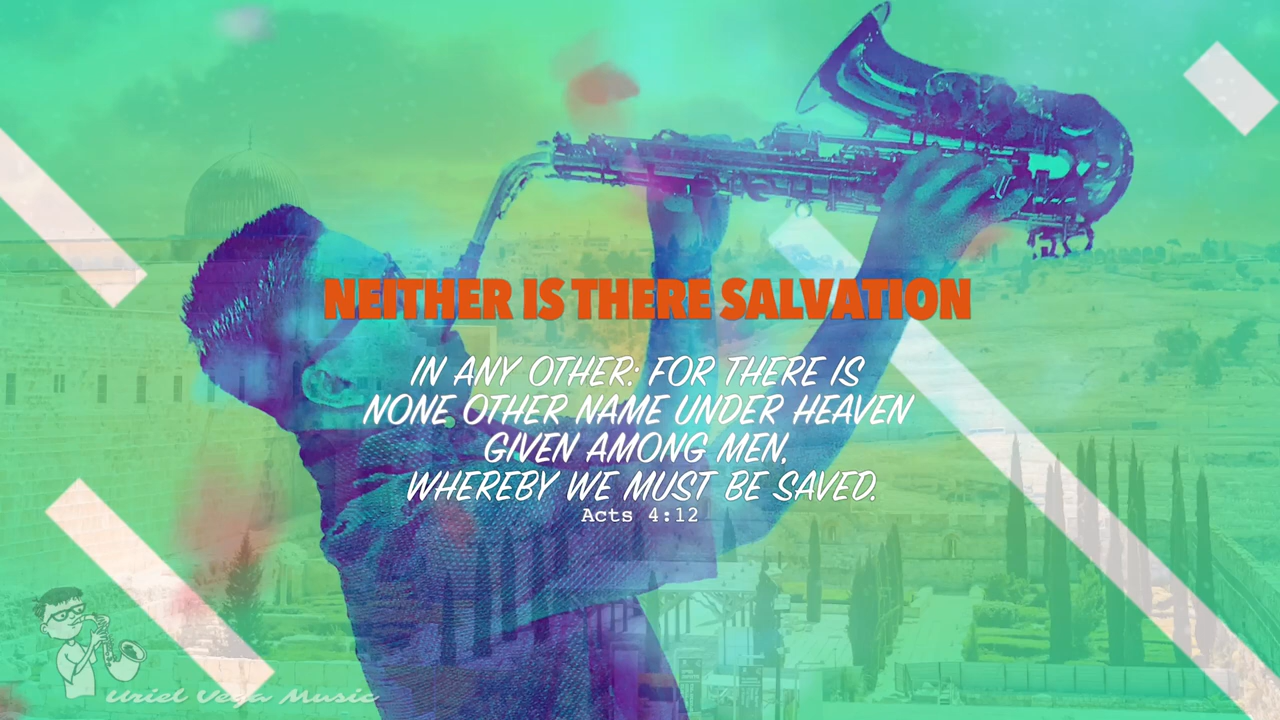 NEITHER IS THERE SALVATION
IN ANY OTHER: FOR THERE IS
NONE OTHER NAME UNDER HEAVEN
GIVEN AMONG MEN,
WHEREBY WE MUST BE SAVED.
Acts 4:12
Uriel Vega Music